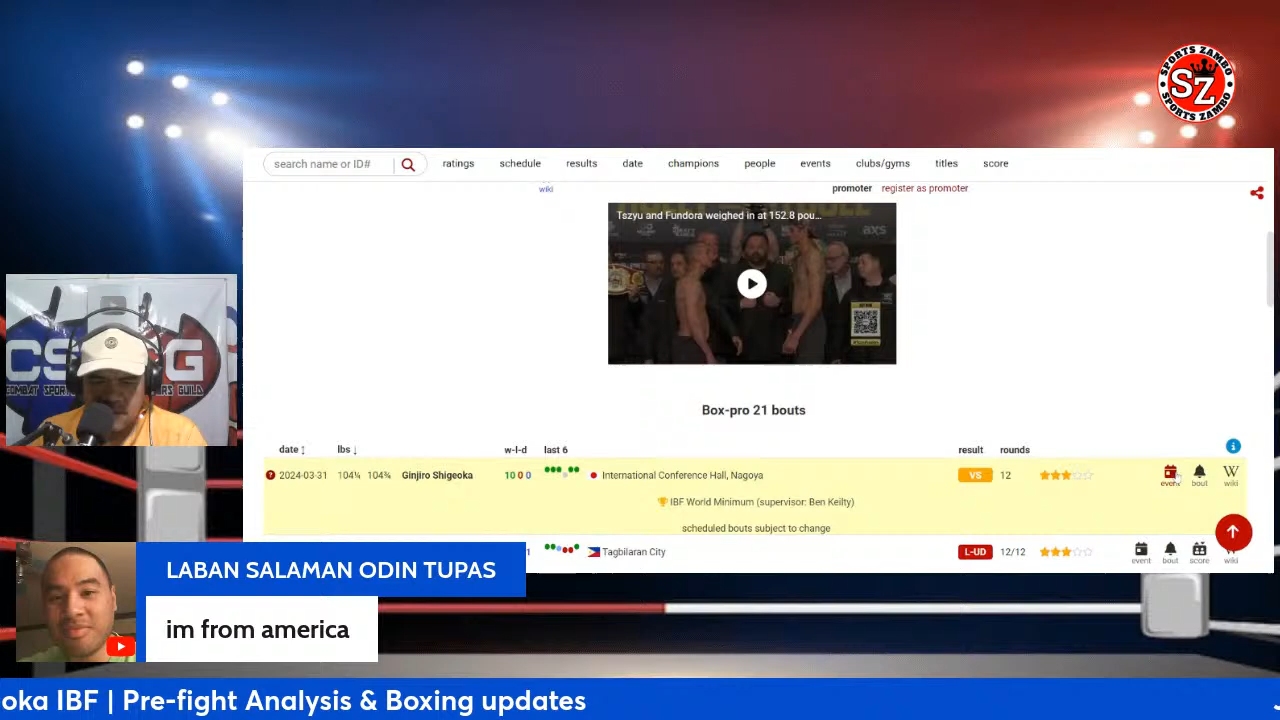 SPORTS ZAMBO
SZ
SPORTS ZAMBO
search name or ID#
ratings schedule results date champions people events clubs/gyms titles score
wiki
promoter register as promoter
Tszyu and Fundora weighed in at 152.8 pou...
AXS
Box-pro 21 bouts
date lbs w-l-d last 6 result rounds
2024-03-31 104¼ 104¾ Ginjiro Shigeoka 10 0 0 International Conference Hall, Nagoya VS 12 event bout wiki
IBF World Minimum (supervisor: Ben Keilty)
scheduled bouts subject to change
1 Tagbilaran City L-UD 12/12 event bout score wiki
LABAN SALAMAN ODIN TUPAS
im from america
oka IBF | Pre-fight Analysis & Boxing updates